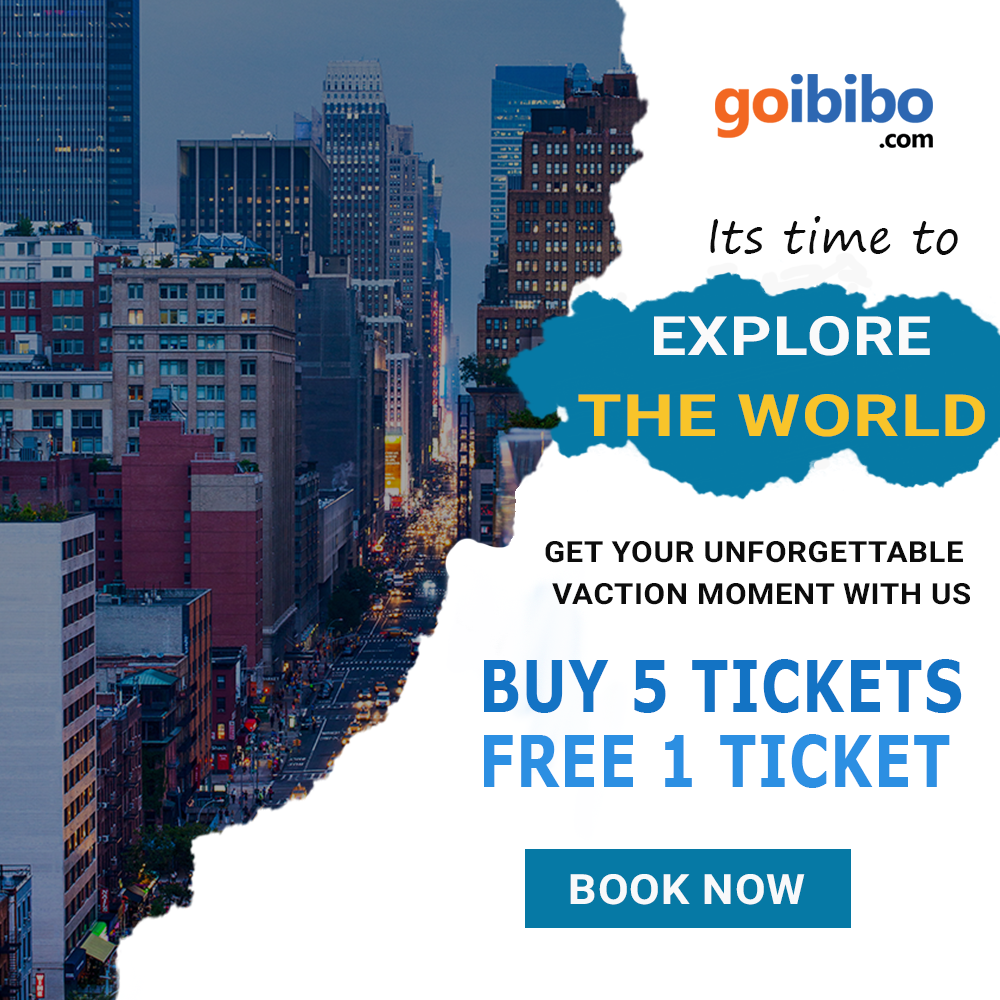 goibibo
.com
Its time to
EXPLORE
THE WORLD
GET YOUR UNFORGETTABLE
VACTION MOMENT WITH US
BUY 5 TICKETS
FREE 1 TICKET
BOOK NOW